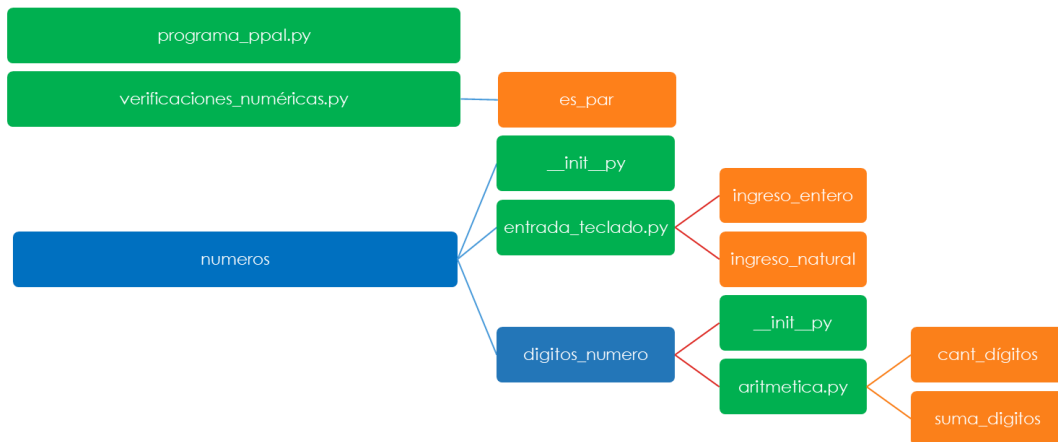 programa_ppal.py
verificaciones_numéricas.py
es_par
__init__py
ingreso_entero
entrada_teclado.py
numeros
ingreso_natural
__init__py
digitos_numero
cant_dígitos
aritmetica.py
suma_digitos